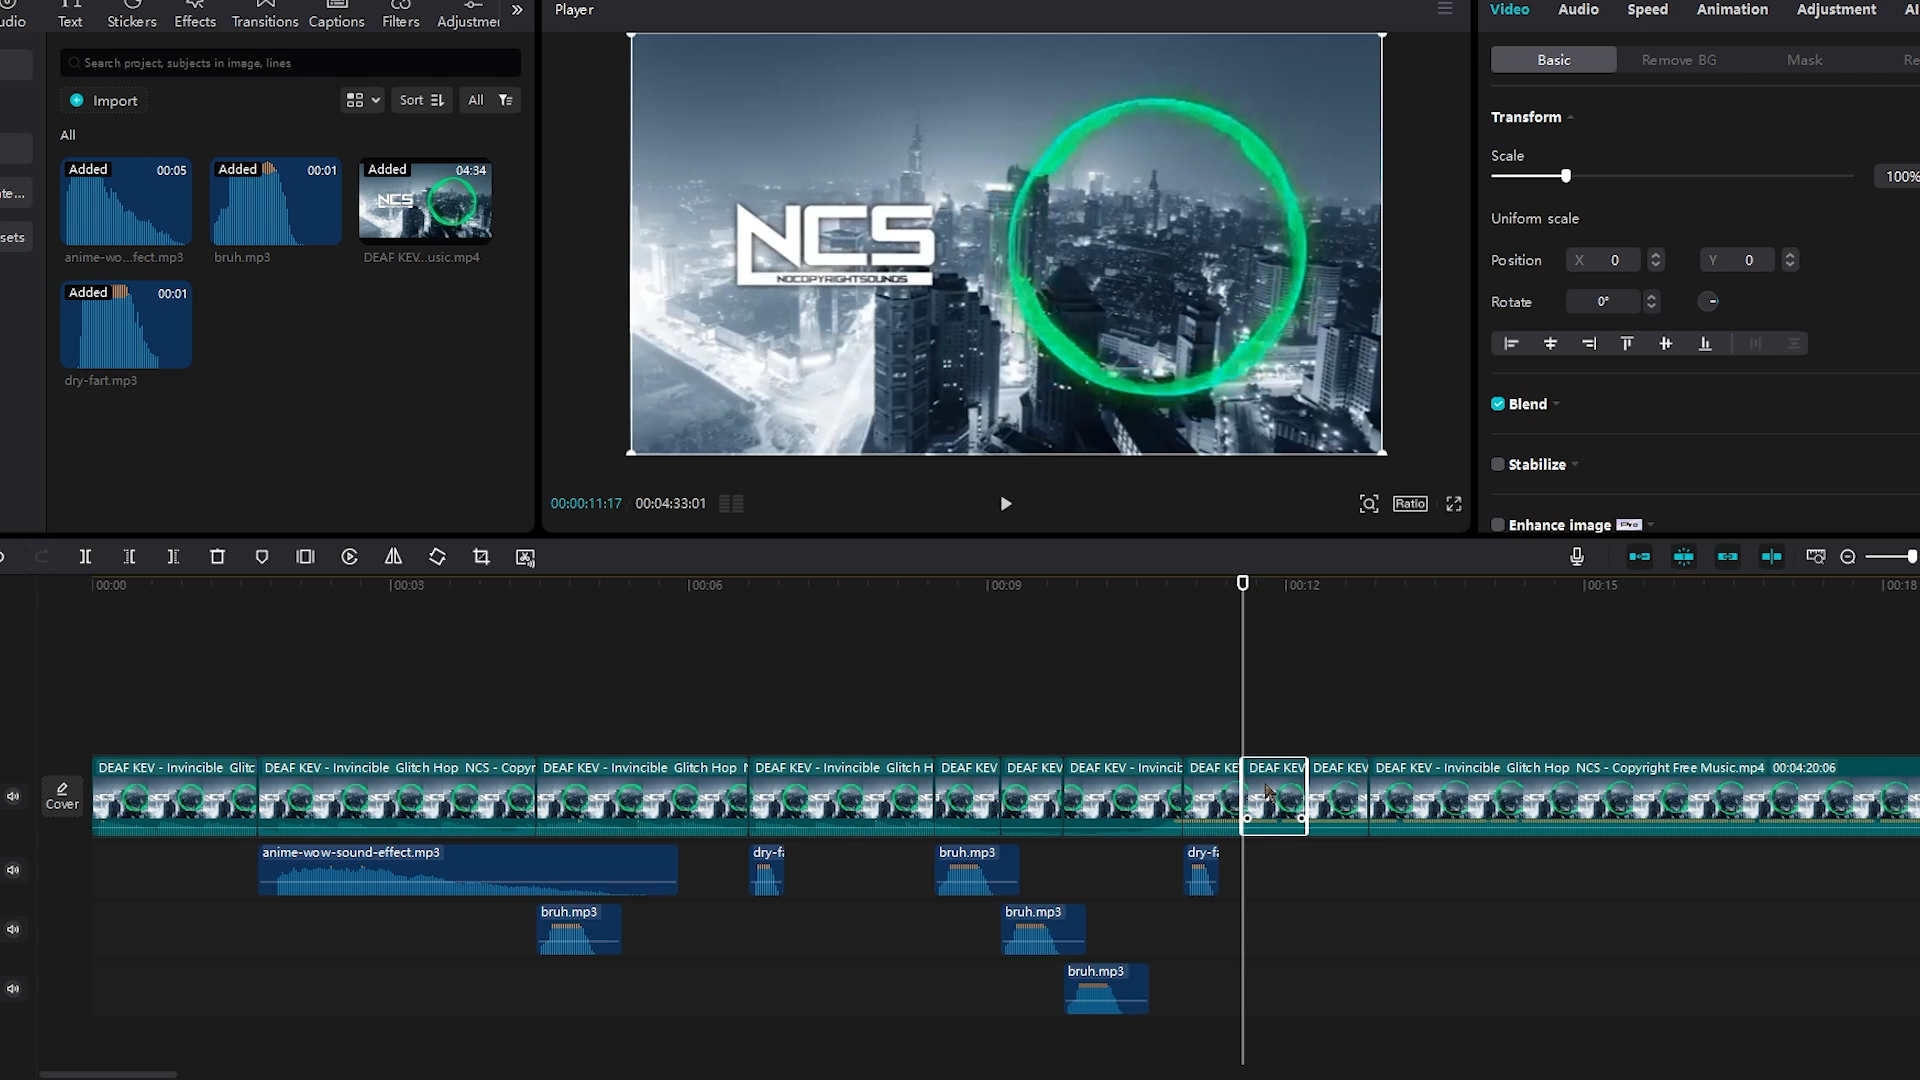 Text
Stickers
Effects
Transitions
Captions
Filters
Player
Search project, subjects in image, lines
Import
Sort
All
All
Added
00:05
Added
00:01
Added
04:34
NCS
anime-wo...fect.mp3
bruh.mp3
DEAF KEV...usic.mp4
Added
00:01
dry-fart.mp3
NCS
NOCOPYRIGHTSOUNDS
00:00:11:17
00:04:33:01
Ratio
Video
Audio
Speed
Animation
Adjustment
AI
Basic
Remove BG
Mask
Re
Transform
Scale
100%
Uniform scale
Position
X 0
Y 0
Rotate
0°
Blend
Stabilize
Enhance image
Pro
00:00
00:03
00:06
00:09
00:12
00:15
00:18
Cover
DEAF KEV - Invincible Glitc
DEAF KEV - Invincible Glitch Hop NCS - Copyr
DEAF KEV - Invincible Glitch Hop
DEAF KEV - Invincible Glitch H
DEAF KEV
DEAF KEV
DEAF KEV - Invincib
DEAF KE
DEAF KEV
DEAF KEV
DEAF KEV - Invincible Glitch Hop NCS - Copyright Free Music.mp4 00:04:20:06
anime-wow-sound-effect.mp3
dry-fa
bruh.mp3
dry-fa
bruh.mp3
bruh.mp3
bruh.mp3